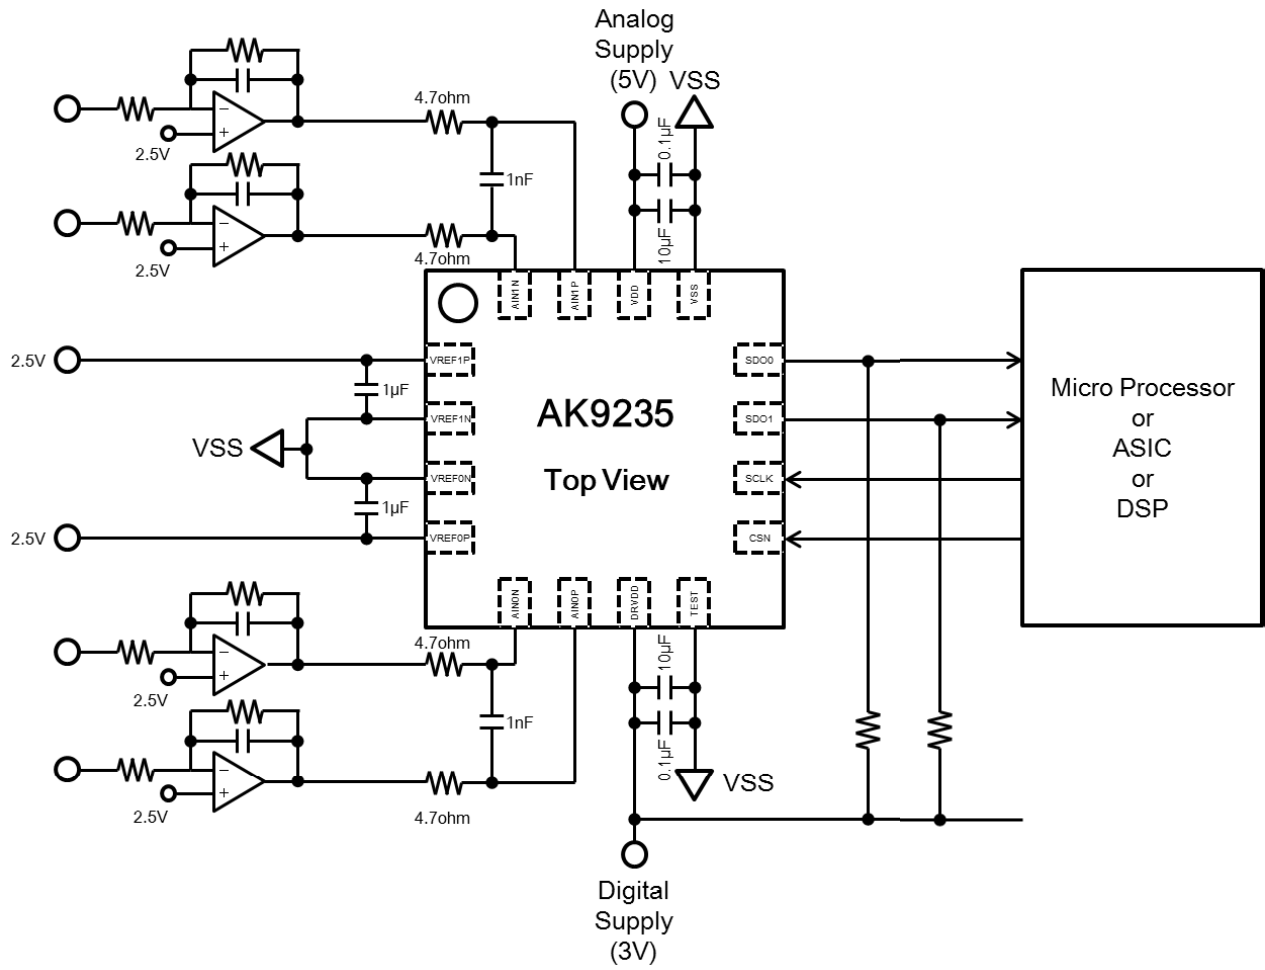 Analog
Supply
(5V)
VSS
4.7ohm
0.1µF
2.5V
1nF
10µF
2.5V
4.7ohm
AIN1N
AIN1P
VDD
VSS
2.5V
VREF1P
SDO0
1µF
VREF1N
AK9235
SDO1
Micro Processor
or
ASIC
or
DSP
VSS
VREF0N
Top View
SCLK
1µF
2.5V
VREF0P
CSN
AIN0N
AIN0P
DRVDD
TEST
4.7ohm
10µF
2.5V
1nF
0.1µF
VSS
2.5V
4.7ohm
Digital
Supply
(3V)